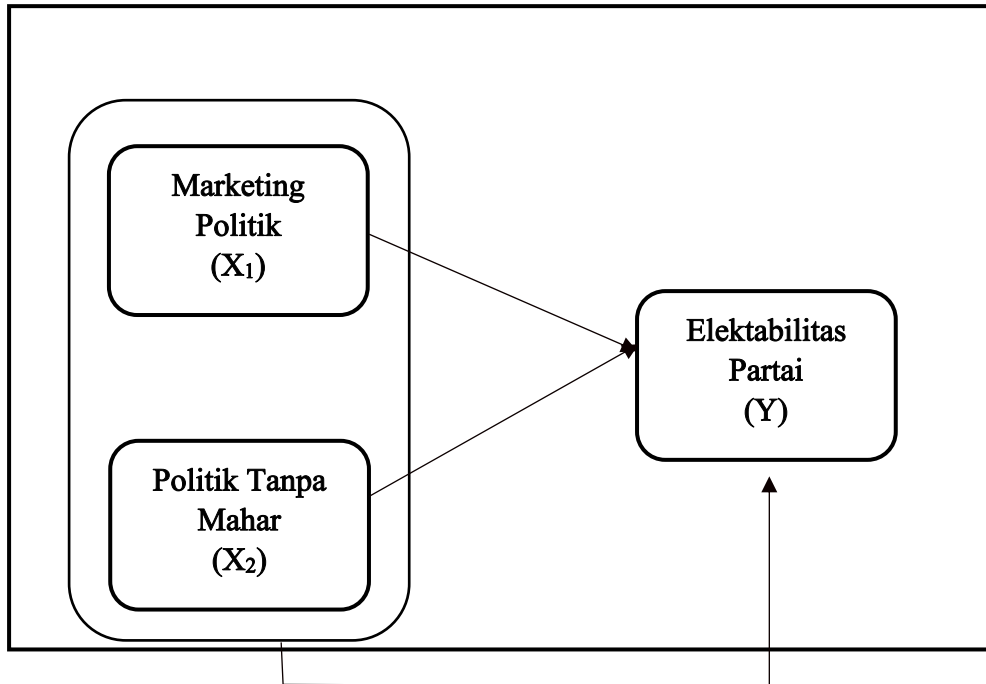 Marketing
Politik
(X₁)
Elektabilitas
Partai
(Y)
Politik Tanpa
Mahar
(X₂)